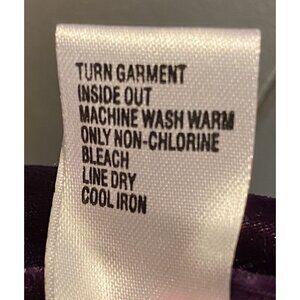 TURN GARMENT
INSIDE OUT
MACHINE WASH WARM
ONLY NON-CHLORINE
BLEACH
LINE DRY
COOL IRON